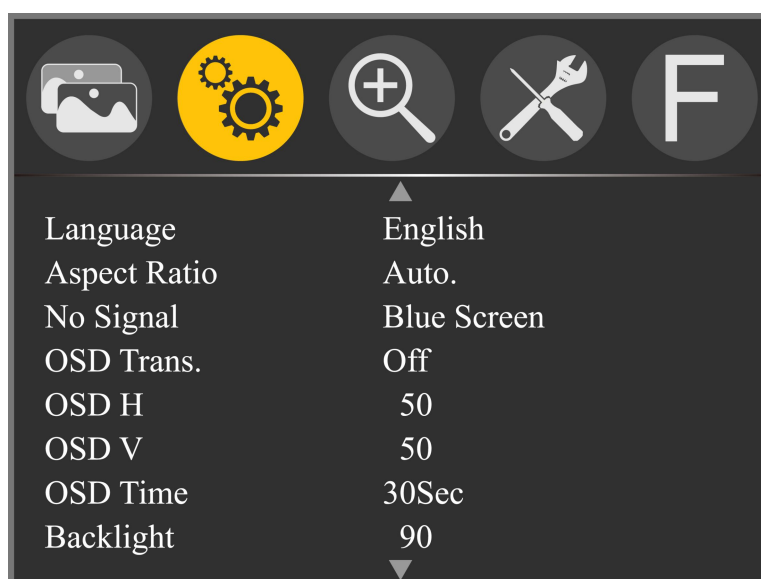 F
Language English
Aspect Ratio Auto.
No Signal Blue Screen
OSD Trans. Off
OSD H 50
OSD V 50
OSD Time 30Sec
Backlight 90